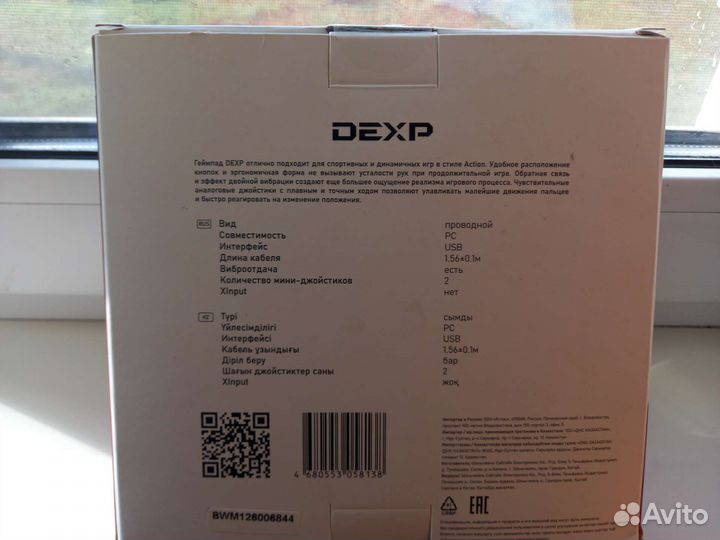 DEXP
Геймпад DEXP отлично подходит для спортивных и динамичных игр в стиле Action. Удобное расположение
кнопок и эргономичная форма не вызывают усталости рук при продолжительной игре. Обратная связь
и эффект двойной вибрации создают еще большее ощущение реализма игрового процесса. Чувствительные
аналоговые джойстики с плавным и точным ходом позволяют улавливать малейшие движения пальцев
и быстро реагировать на изменение положения.
RUS Вид проводной
Совместимость PC
Интерфейс USB
Длина кабеля 1.56±0.1м
Виброотдача есть
Количество мини-джойстиков 2
XInput нет
KZ Түрі сымды
Үйлесімділігі PC
Интерфейсі USB
Кабель ұзындығы 1.56±0.1м
Діріл беру бар
Шағын джойстиктер саны 2
XInput жоқ
4 680553 058138
BWM126006844
EAC
Avito